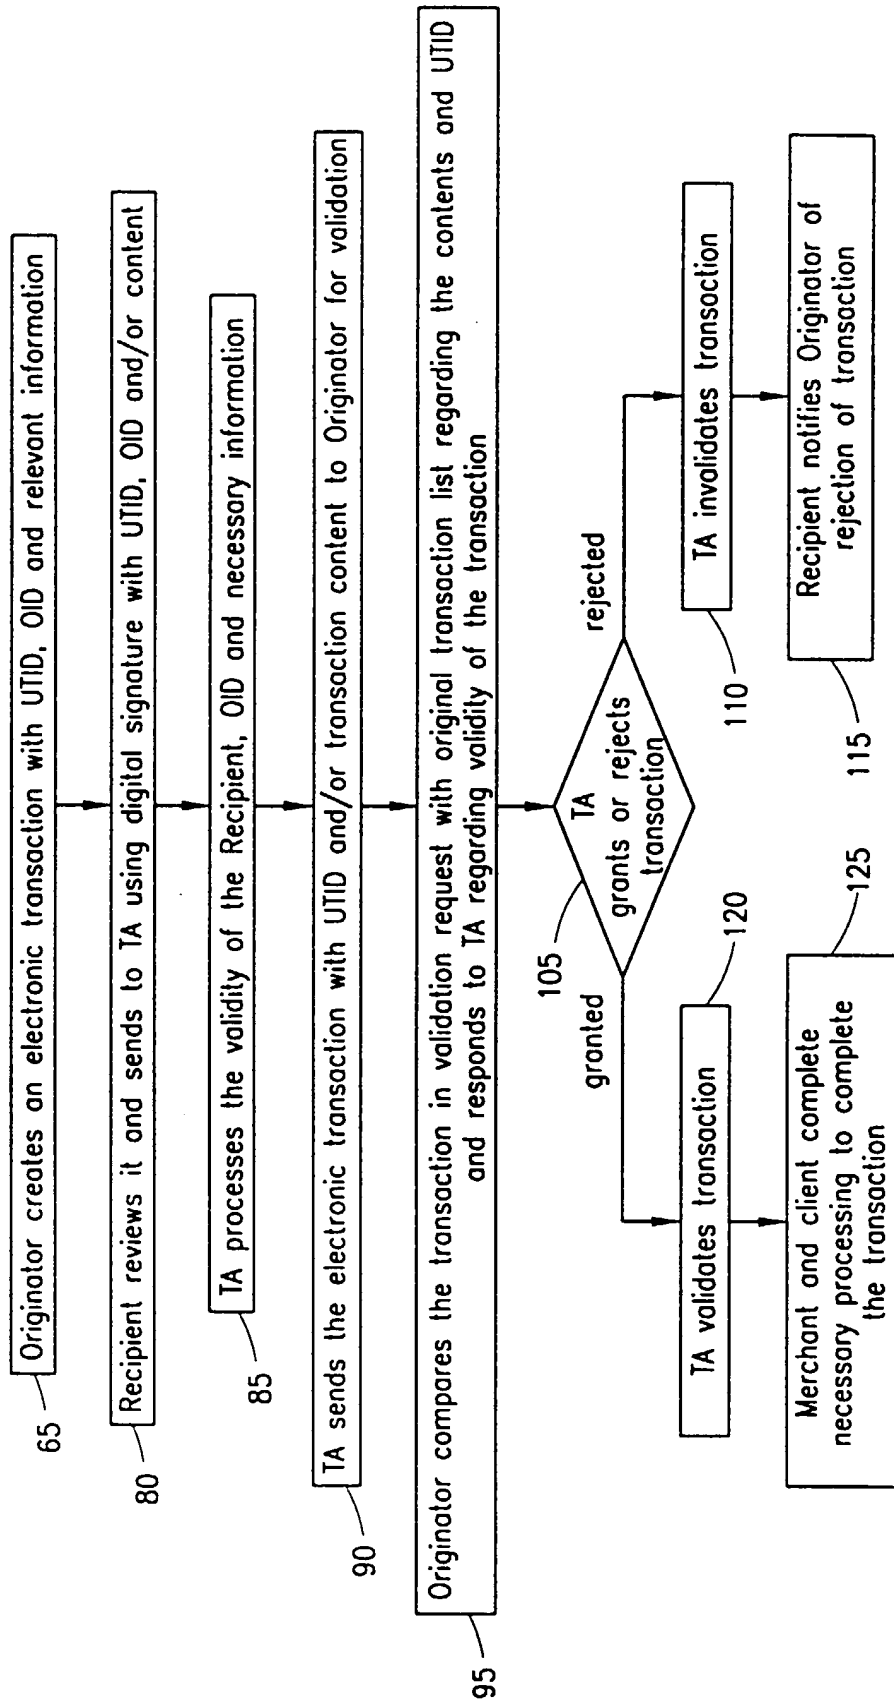 65
Originator creates an electronic transaction with UTID, OID and relevant information
80
Recipient reviews it and sends to TA using digital signature with UTID, OID and/or content
85
TA processes the validity of the Recipient, OID and necessary information
90
TA sends the electronic transaction with UTID and/or transaction content to Originator for validation
95
Originator compares the transaction in validation request with original transaction list regarding the contents and UTID
and responds to TA regarding validity of the transaction
105
TA
grants or rejects
transaction
granted
rejected
TA validates transaction
120
Merchant and client complete
necessary processing to complete
the transaction
125
110
TA invalidates transaction
115
Recipient notifies Originator of
rejection of transaction